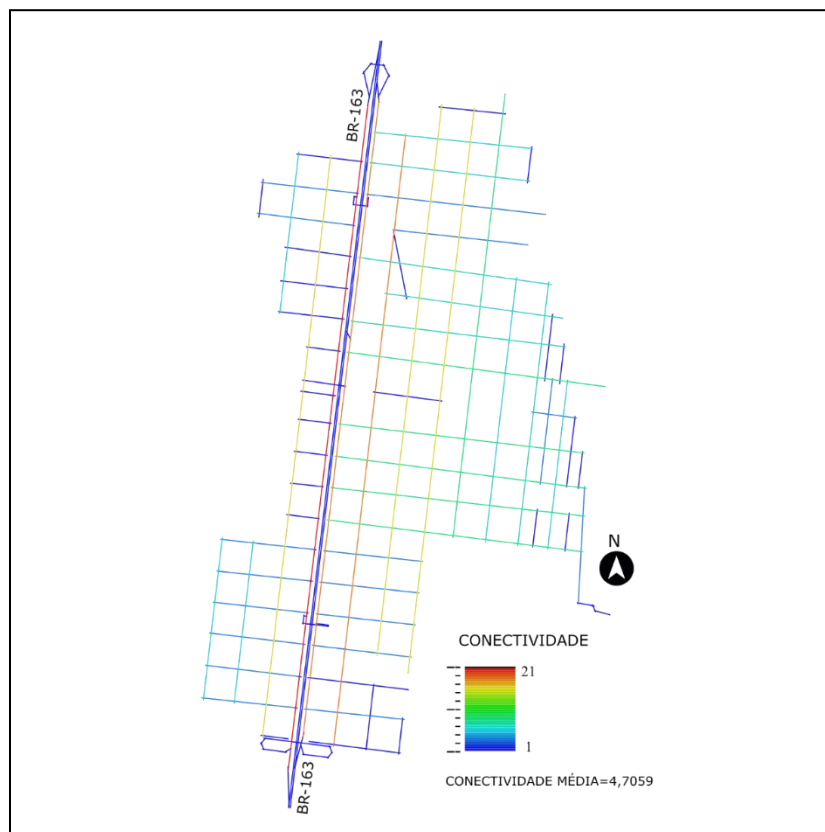 BR-163
N
CONECTIVIDADE
21
1
CONECTIVIDADE MÉDIA=4,7059
BR-163